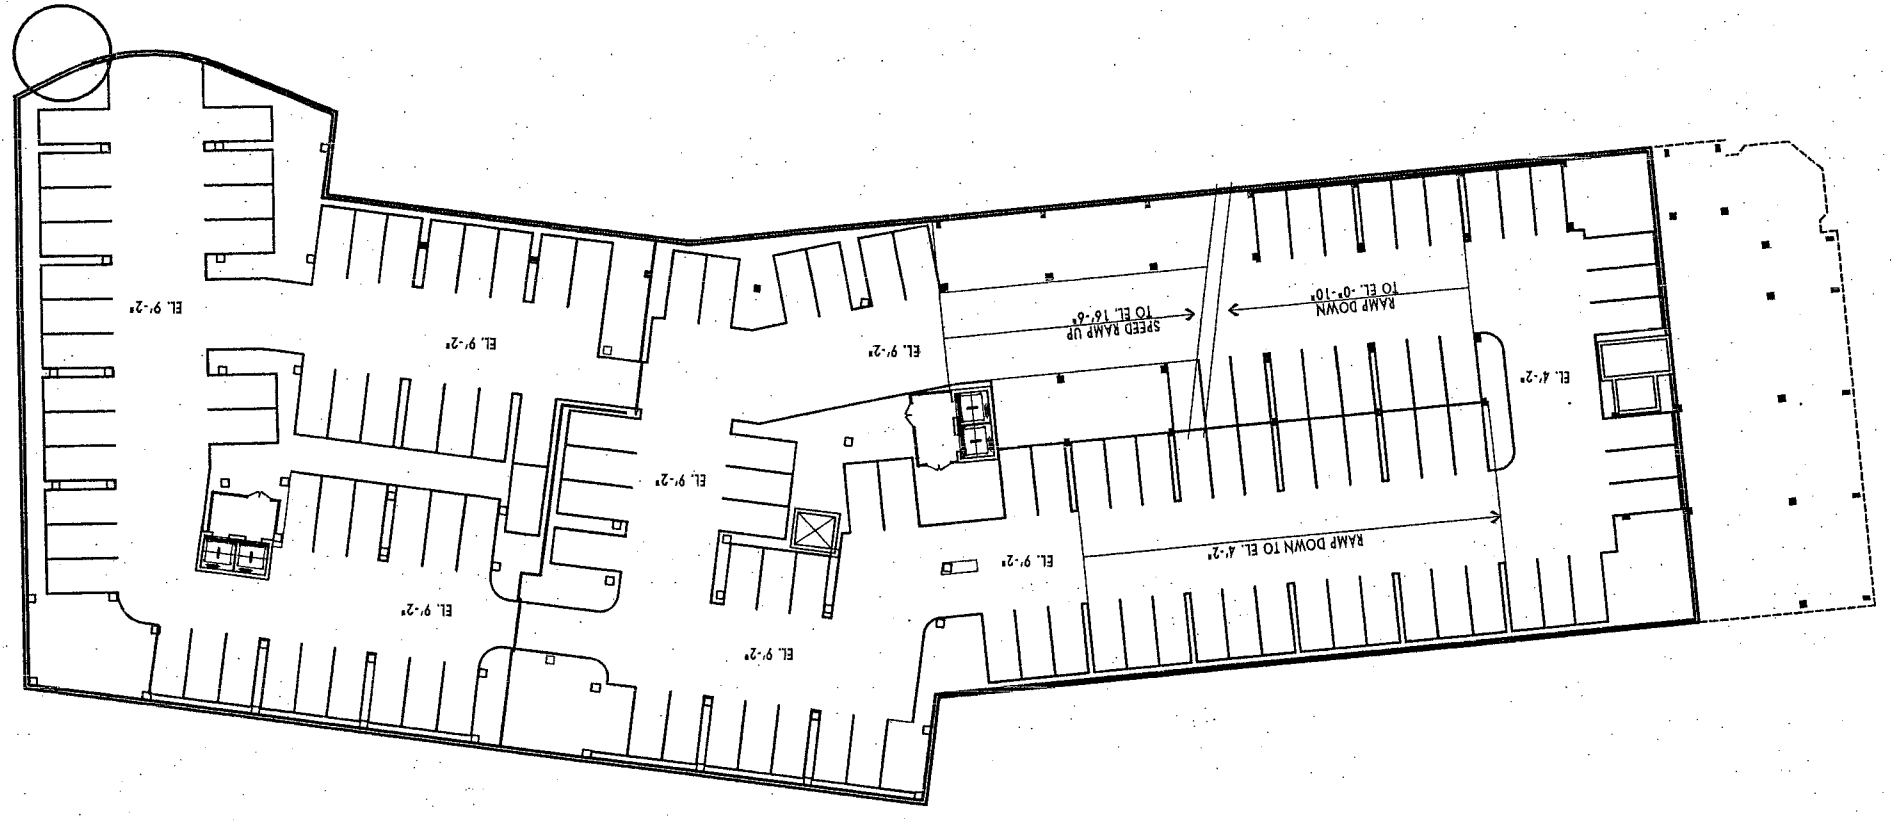 EL. 9'-2"
EL. 9'-2"
EL. 9'-2"
RAMP DOWN TO EL. 4'-2"
EL. 9'-2"
EL. 4'-2"
EL. 9'-2"
EL. 9'-2"
SPEED RAMP UP
TO EL. 16'-6"
RAMP DOWN
TO EL. -0"-10"
EL. 9'-2"